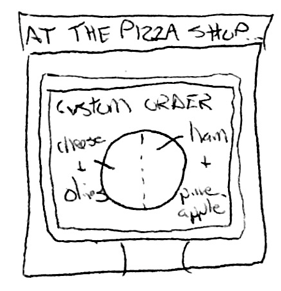 AT THE PIZZA SHOP...
CUSTOM ORDER
cheese
+
olives
ham
+
pine-
apple